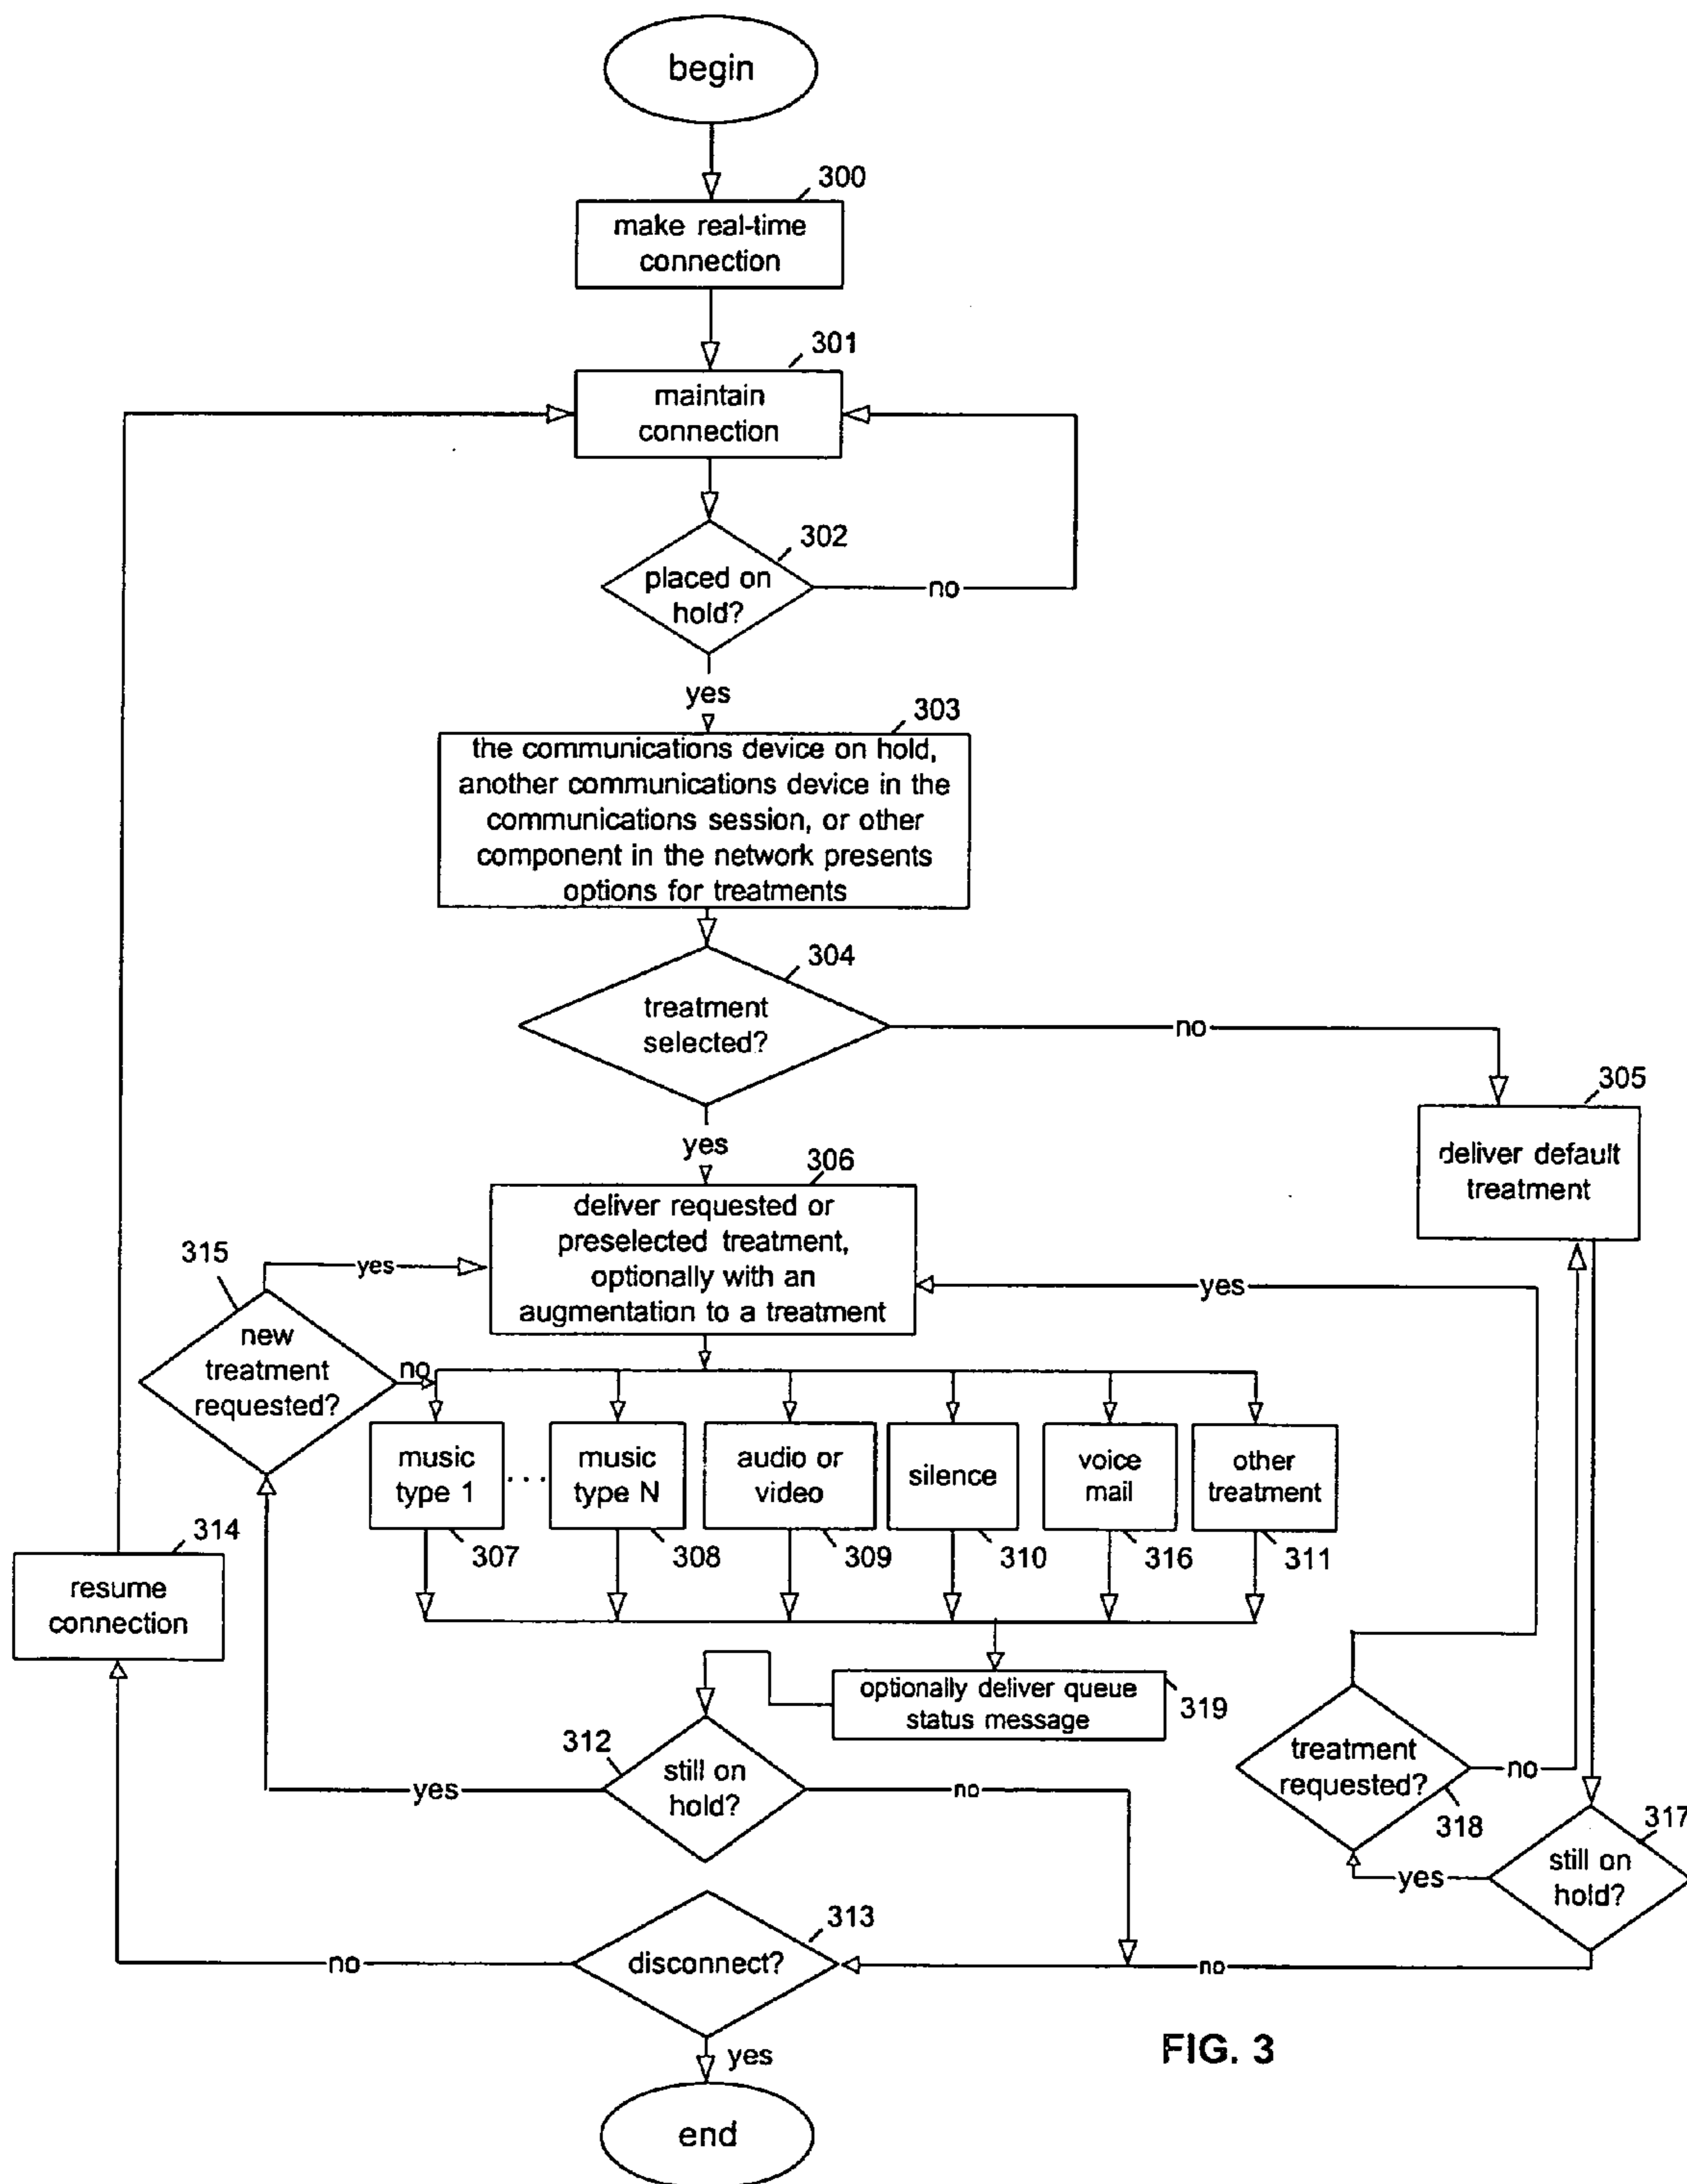 begin
300
make real-time
connection
301
maintain
connection
302
placed on
hold?
no
yes
303
the communications device on hold,
another communications device in the
communications session, or other
component in the network presents
options for treatments
304
treatment
selected?
no
305
deliver default
treatment
yes
306
deliver requested or
preselected treatment,
optionally with an
augmentation to a treatment
315
yes
yes
new
treatment
requested?
no
music
type 1
...
music
type N
audio or
video
silence
voice
mail
other
treatment
307
308
309
310
316
311
314
resume
connection
optionally deliver queue
status message
319
312
still on
hold?
yes
no
treatment
requested?
no
318
317
still on
hold?
yes
313
disconnect?
no
no
yes
FIG. 3
end